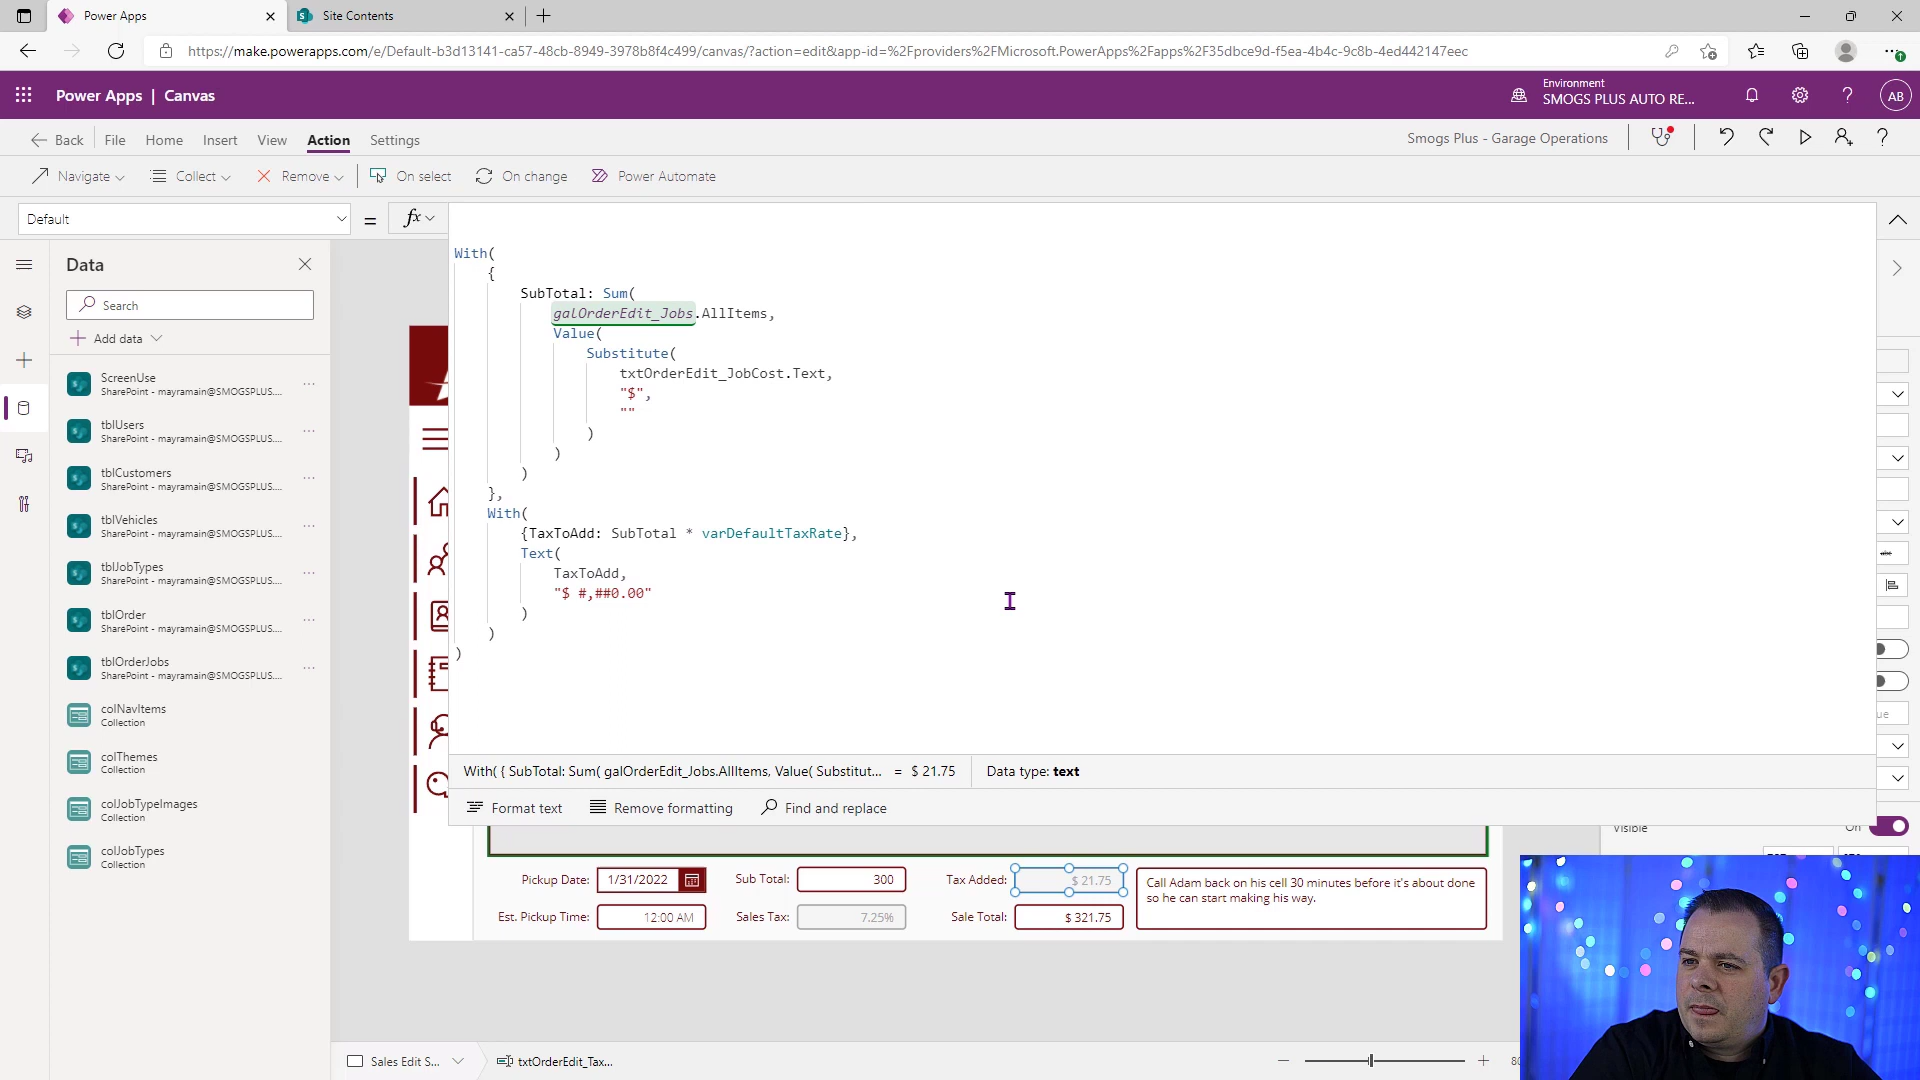 Power Apps
Site Contents
https://make.powerapps.com/e/Default-b3d13141-ca57-48cb-8949-3978b8f4c499/canvas/?action=edit&app-id=%2Fproviders%2FMicrosoft.PowerApps%2Fapps%2F35dbce9d-f5ea-4b4c-9c8b-4ed442147eec
Power Apps | Canvas
Environment
SMOGS PLUS AUTO RE...
AB
Back File Home Insert View Action Settings
Smogs Plus - Garage Operations
Navigate Collect Remove On select On change Power Automate
Default = fx
Data
Search
Add data
ScreenUse
SharePoint - mayramain@SMOGSPLUS....
tblUsers
SharePoint - mayramain@SMOGSPLUS....
tblCustomers
SharePoint - mayramain@SMOGSPLUS....
tblVehicles
SharePoint - mayramain@SMOGSPLUS....
tblJobTypes
SharePoint - mayramain@SMOGSPLUS....
tblOrder
SharePoint - mayramain@SMOGSPLUS....
tblOrderJobs
SharePoint - mayramain@SMOGSPLUS....
colNavItems
Collection
colThemes
Collection
colJobTypeImages
Collection
colJobTypes
Collection
With(
{
SubTotal: Sum(
galOrderEdit_Jobs.AllItems,
Value(
Substitute(
txtOrderEdit_JobCost.Text,
"$",
""
)
)
)
},
With(
{TaxToAdd: SubTotal * varDefaultTaxRate},
Text(
TaxToAdd,
"$ #,##0.00"
)
)
)
With( { SubTotal: Sum( galOrderEdit_Jobs.AllItems, Value( Substitut... = $ 21.75
Data type: text
Format text Remove formatting Find and replace
ue
Visible On
Pickup Date: 1/31/2022 Sub Total: 300 Tax Added: $ 21.75
Est. Pickup Time: 12:00 AM Sales Tax: 7.25% Sale Total: $ 321.75
Call Adam back on his cell 30 minutes before it's about done
so he can start making his way.
Sales Edit S... txtOrderEdit_Tax...